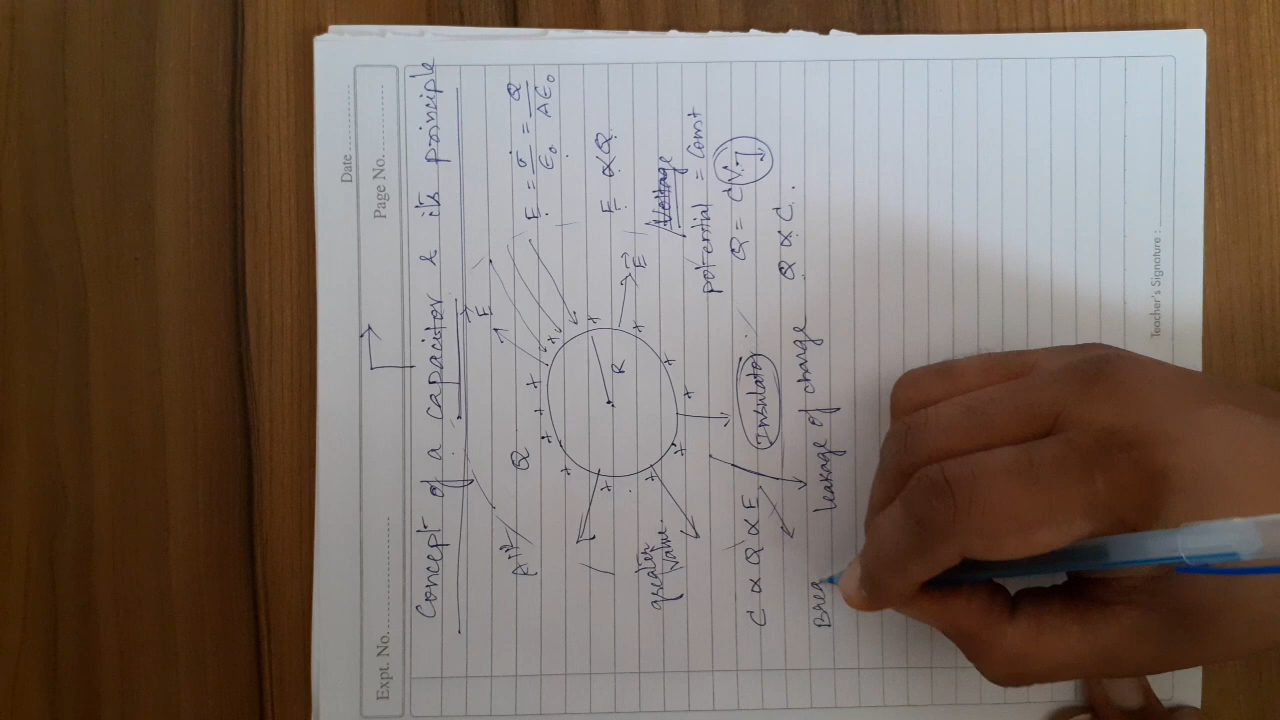 Date
Expt. No. Page No.
Concept of a capacitor & its principle
E
Air Q E = σ/ε₀ = Q/Aε₀
R E ∝ Q
greater value. E Voltage
potential = Const
C ∝ Q ∝ E Insulator Q = CV
Q ∝ C..
Brea leakage of charge
Teacher's Signature :